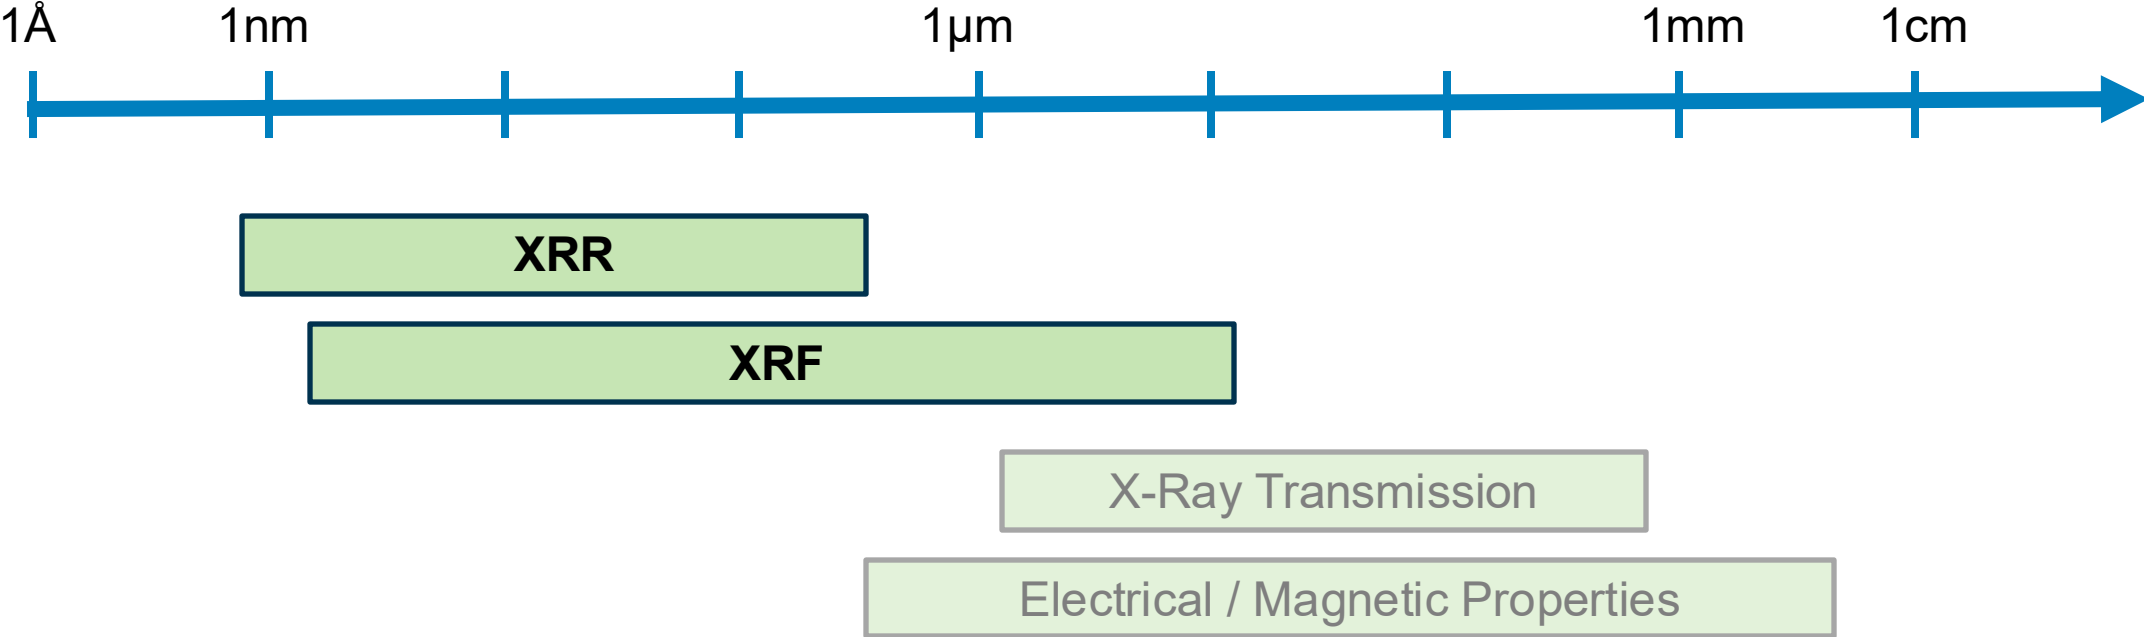 1Å 1nm 1µm 1mm 1cm
XRR
XRF
X-Ray Transmission
Electrical / Magnetic Properties